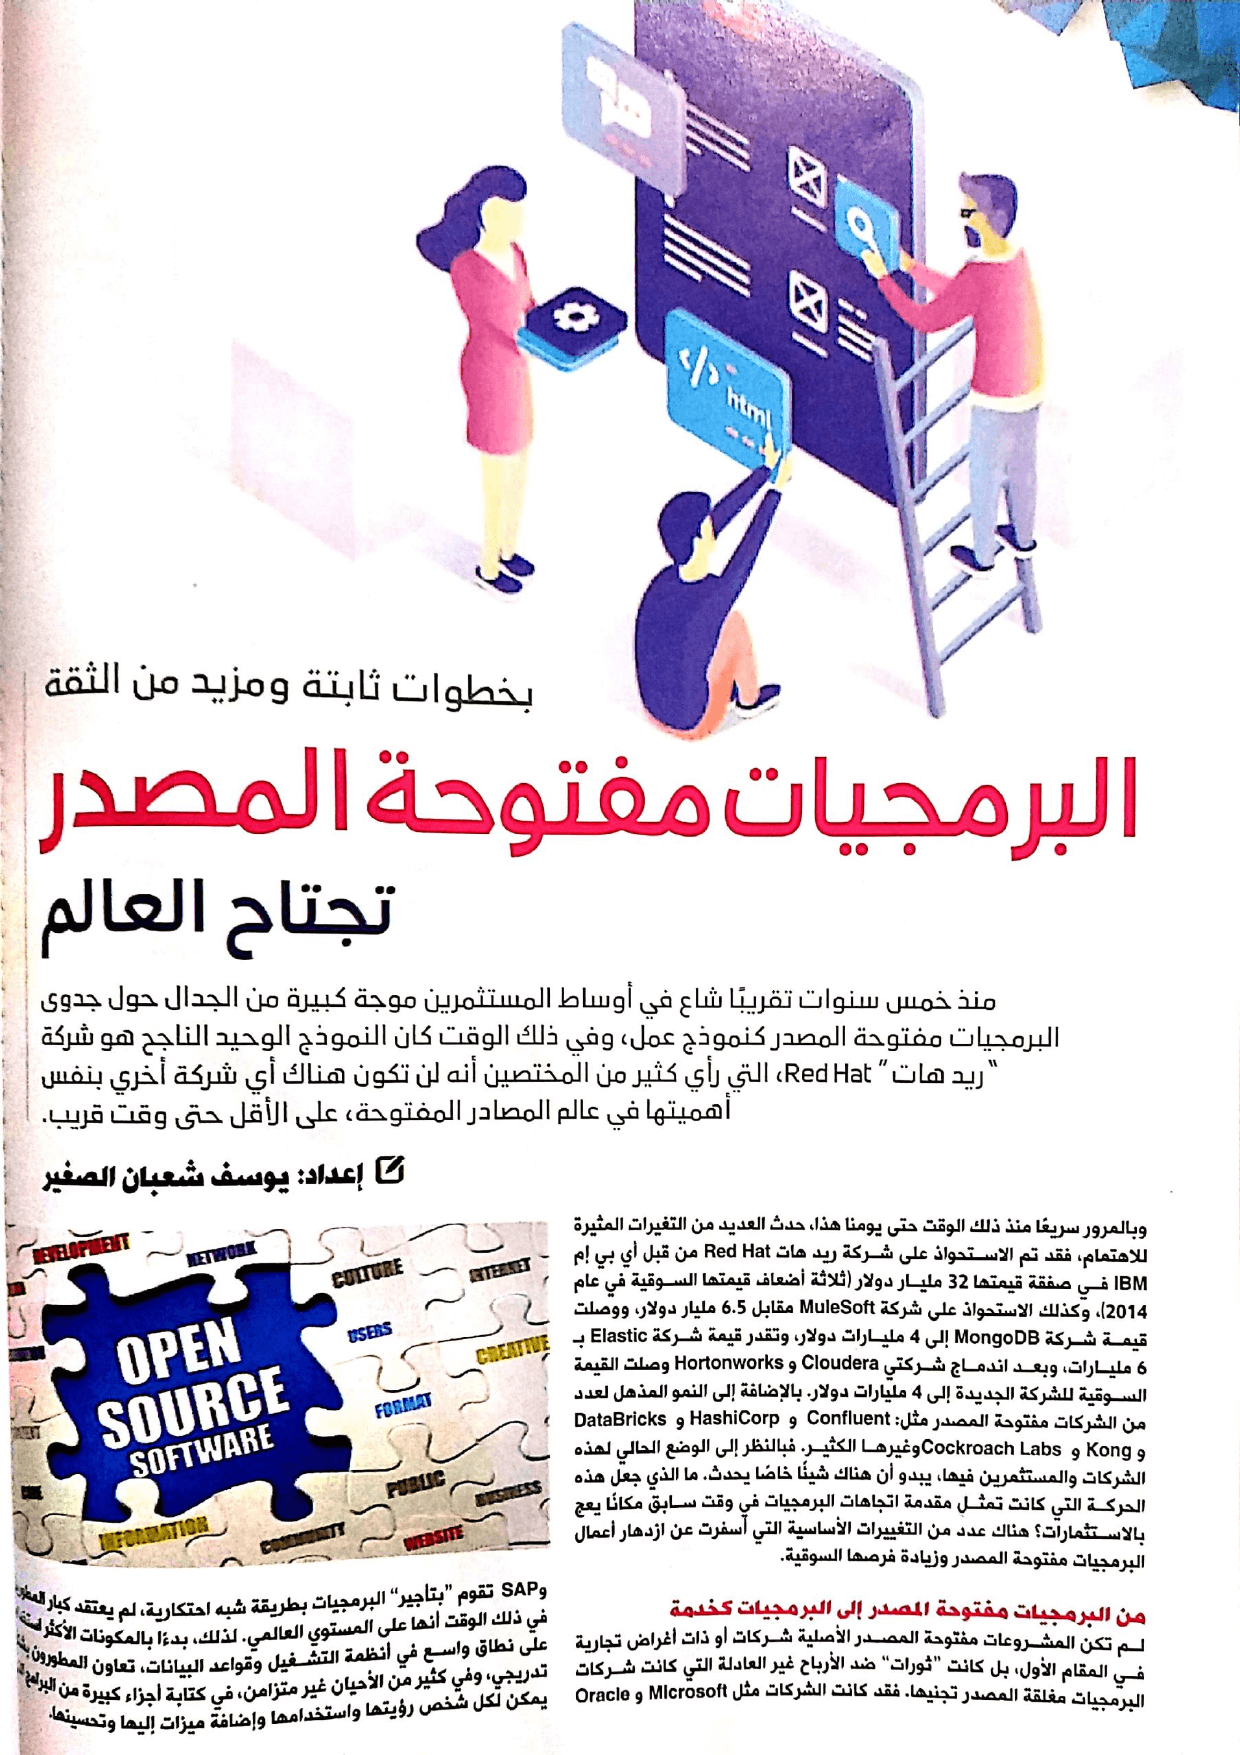 html
بخطوات ثابتة ومزيد من الثقة
البرمجيات مفتوحة المصدر
تجتاح العالم
منذ خمس سنوات تقريبًا شاع في أوساط المستثمرين موجة كبيرة من الجدال حول جدوى
البرمجيات مفتوحة المصدر كنموذج عمل، وفي ذلك الوقت كان النموذج الوحيد الناجح هو شركة
"ريد هات" Red Hat، التي رأي كثير من المختصين أنه لن تكون هناك أي شركة أخري بنفس
أهميتها في عالم المصادر المفتوحة، على الأقل حتى وقت قريب.
إعداد: يوسف شعبان الصغير
وبالمرور سريعًا منذ ذلك الوقت حتى يومنا هذا، حدث العديد من التغيرات المثيرة
للاهتمام، فقد تم الاستحواذ على شركة ريد هات Red Hat من قبل أي بي إم
IBM في صفقة قيمتها 32 مليار دولار (ثلاثة أضعاف قيمتها السوقية في عام
2014)، وكذلك الاستحواذ على شركة MuleSoft مقابل 6.5 مليار دولار، ووصلت
قيمة شركة MongoDB إلى 4 مليارات دولار، وتقدر قيمة شركة Elastic بـ
6 مليارات، وبعد اندماج شركتي Cloudera و Hortonworks وصلت القيمة
السوقية للشركة الجديدة إلى 4 مليارات دولار. بالإضافة إلى النمو المذهل لعدد
من الشركات مفتوحة المصدر مثل: Confluent و HashiCorp و DataBricks
و Kong و Cockroach Labs وغيرها الكثير. فبالنظر إلى الوضع الحالي لهذه
الشركات والمستثمرين فيها، يبدو أن هناك شيئًا خاصًا يحدث. ما الذي جعل هذه
الحركة التي كانت تمثل مقدمة اتجاهات البرمجيات في وقت سابق مكانًا يعج
بالاستثمارات؟ هناك عدد من التغييرات الأساسية التي أسفرت عن ازدهار أعمال
البرمجيات مفتوحة المصدر وزيادة فرصها السوقية.
من البرمجيات مفتوحة المصدر إلى البرمجيات كخدمة
لم تكن المشروعات مفتوحة المصدر الأصلية شركات أو ذات أغراض تجارية
في المقام الأول، بل كانت "ثورات" ضد الأرباح غير العادلة التي كانت شركات
البرمجيات مغلقة المصدر تجنيها. فقد كانت الشركات مثل Microsoft و Oracle
DEVELOPMENT
NETWORK
CULTURE
INTERNET
USERS
CREATIVE
OPEN
SOURCE
SOFTWARE
FORMAT
PUBLIC
BUSINESS
INFORMATION
COMMUNITY
WEBSITE
وSAP تقوم "بتأجير" البرمجيات بطريقة شبه احتكارية، لم يعتقد كبار
في ذلك الوقت أنها على المستوي العالمي. لذلك، بدءًا بالمكونات الأكثر
على نطاق واسع في أنظمة التشغيل وقواعد البيانات، تعاون المطورون
تدريجي، وفي كثير من الأحيان غير متزامن، في كتابة أجزاء كبيرة من
يمكن لكل شخص رؤيتها واستخدامها وإضافة ميزات إليها وتحسينها.